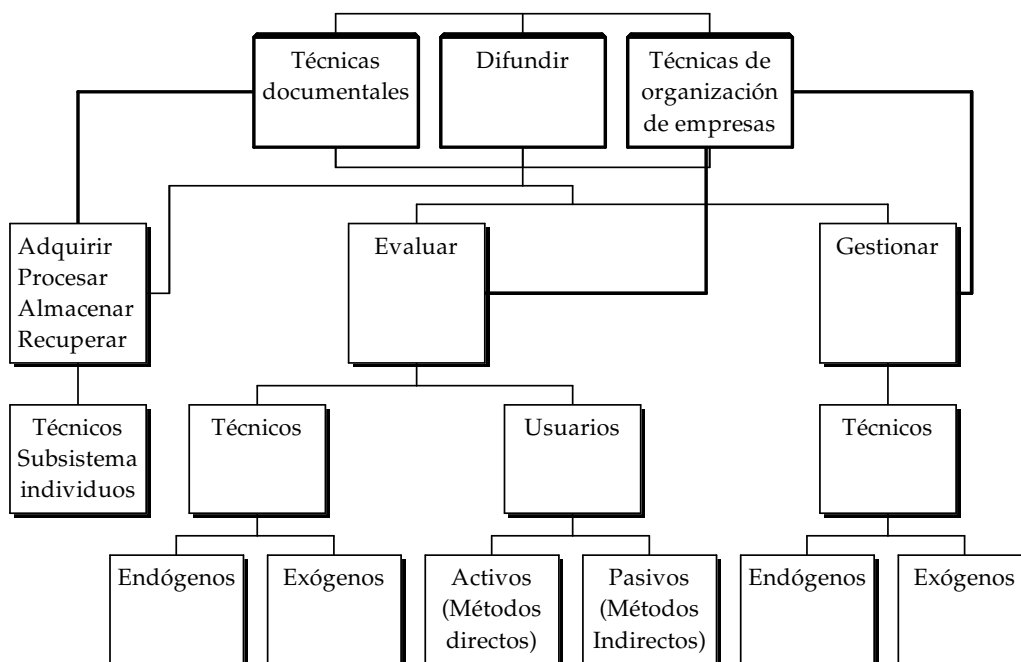 Técnicas
documentales
Difundir
Técnicas de
organización
de empresas
Adquirir
Procesar
Almacenar
Recuperar
Evaluar
Gestionar
Técnicos
Subsistema
individuos
Técnicos
Usuarios
Técnicos
Endógenos
Exógenos
Activos
(Métodos
directos)
Pasivos
(Métodos
Indirectos)
Endógenos
Exógenos